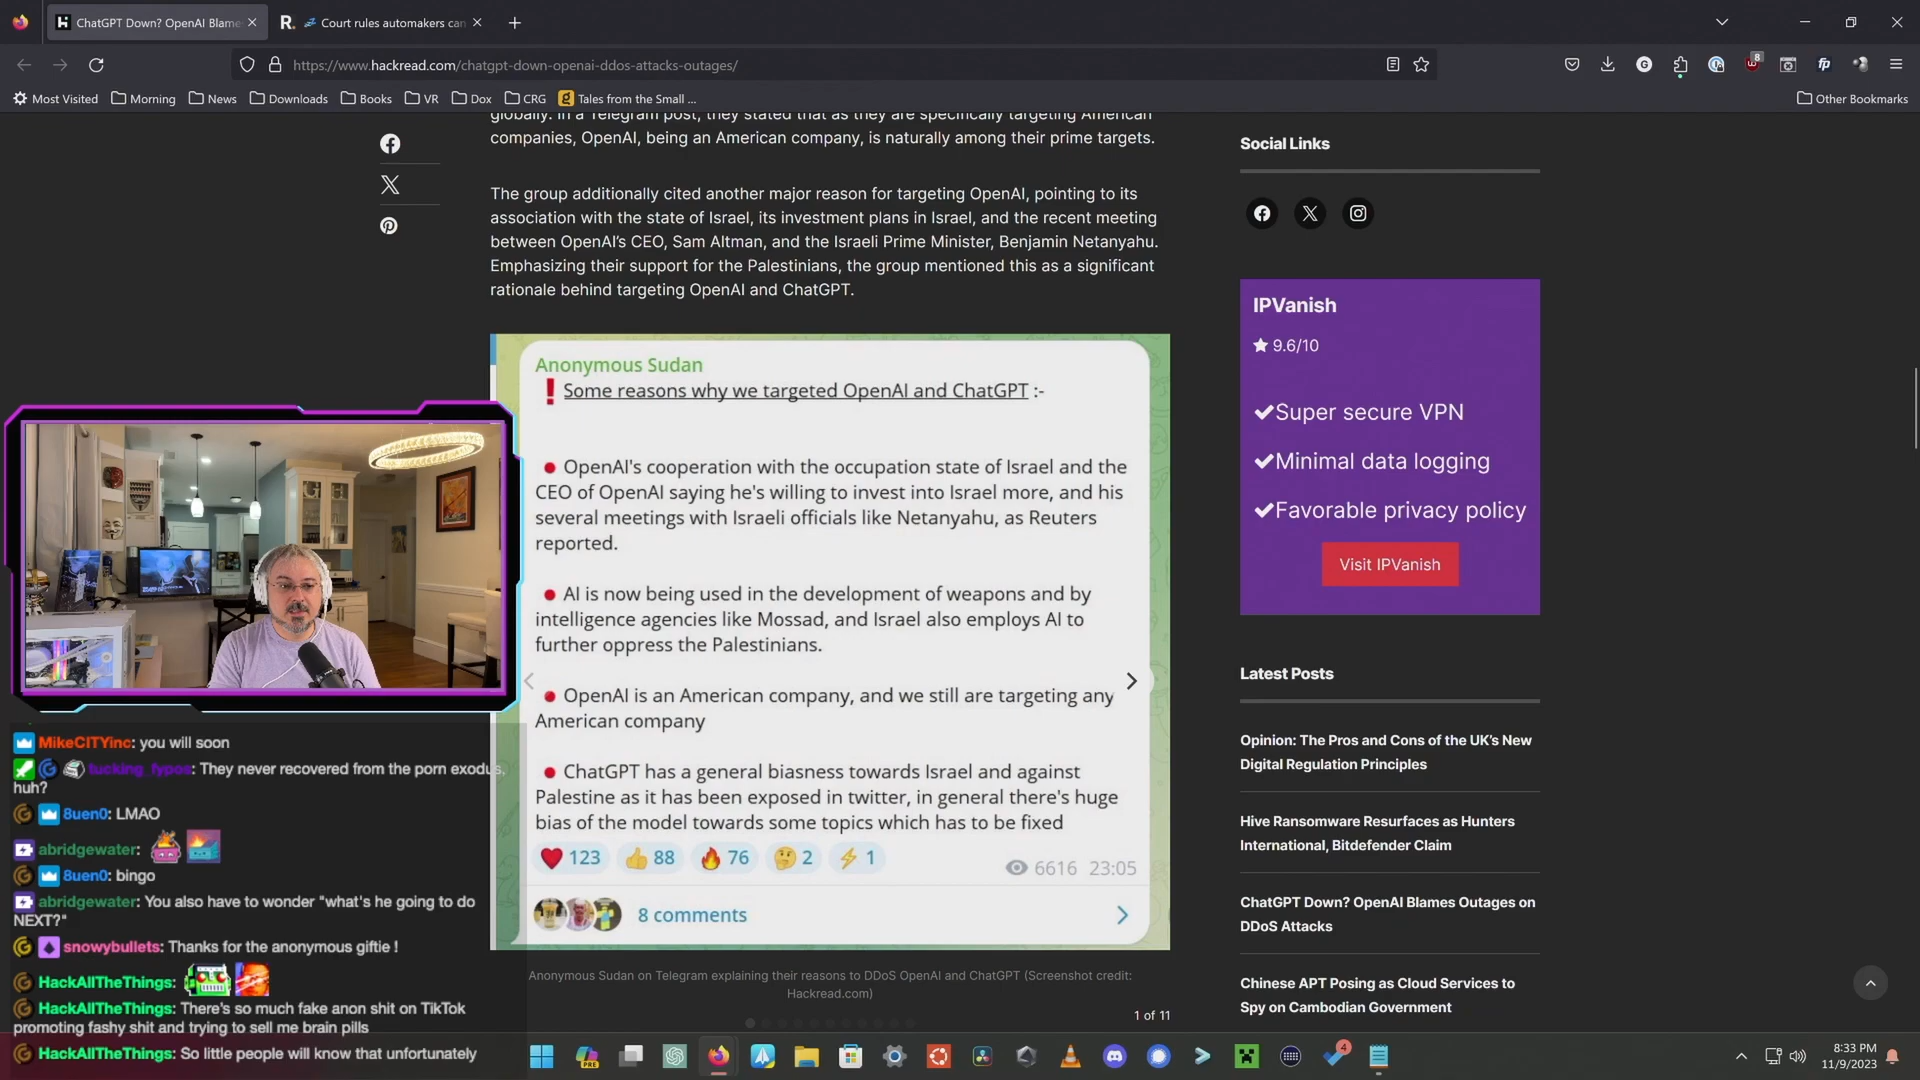 ChatGPT Down? OpenAI Blame
R. Court rules automakers can
https://www.hackread.com/chatgpt-down-openai-ddos-attacks-outages/
8
Most Visited
Morning
News
Downloads
Books
VR
Dox
CRG
Tales from the Small ...
Other Bookmarks
globally. In a Telegram post, they stated that as they are specifically targeting American
companies, OpenAI, being an American company, is naturally among their prime targets.
The group additionally cited another major reason for targeting OpenAI, pointing to its
association with the state of Israel, its investment plans in Israel, and the recent meeting
between OpenAI's CEO, Sam Altman, and the Israeli Prime Minister, Benjamin Netanyahu.
Emphasizing their support for the Palestinians, the group mentioned this as a significant
rationale behind targeting OpenAI and ChatGPT.
Anonymous Sudan
❗ Some reasons why we targeted OpenAI and ChatGPT :-
OpenAI's cooperation with the occupation state of Israel and the
CEO of OpenAI saying he's willing to invest into Israel more, and his
several meetings with Israeli officials like Netanyahu, as Reuters
reported.
AI is now being used in the development of weapons and by
intelligence agencies like Mossad, and Israel also employs AI to
further oppress the Palestinians.
OpenAI is an American company, and we still are targeting any
American company
ChatGPT has a general biasness towards Israel and against
Palestine as it has been exposed in twitter, in general there's huge
bias of the model towards some topics which has to be fixed
123 88 76 2 1
6616 23:05
8 comments
Anonymous Sudan on Telegram explaining their reasons to DDoS OpenAI and ChatGPT (Screenshot credit:
Hackread.com)
1 of 11
Social Links
IPVanish
9.6/10
Super secure VPN
Minimal data logging
Favorable privacy policy
Visit IPVanish
Latest Posts
Opinion: The Pros and Cons of the UK's New
Digital Regulation Principles
Hive Ransomware Resurfaces as Hunters
International, Bitdefender Claim
ChatGPT Down? OpenAI Blames Outages on
DDoS Attacks
Chinese APT Posing as Cloud Services to
Spy on Cambodian Government
MikeCITYinc: you will soon
tucking_fypos: They never recovered from the porn exodus,
huh?
8uen0: LMAO
abridgewater:
8uen0: bingo
abridgewater: You also have to wonder "what's he going to do
NEXT?"
snowybullets: Thanks for the anonymous giftie !
HackAllTheThings:
HackAllTheThings: There's so much fake anon shit on TikTok
promoting fashy shit and trying to sell me brain pills
HackAllTheThings: So little people will know that unfortunately
PRE
4
8:33 PM
11/9/2023